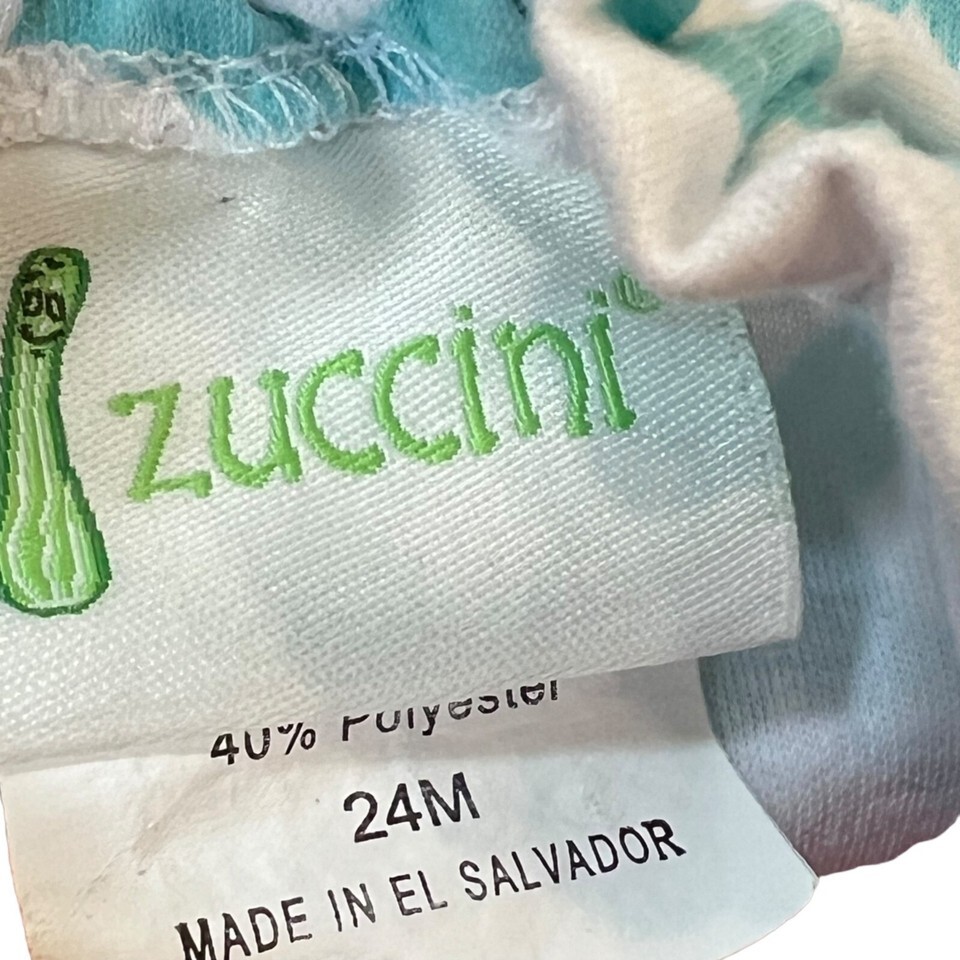 zuccini®
40% Polyester
24M
MADE IN EL SALVADOR